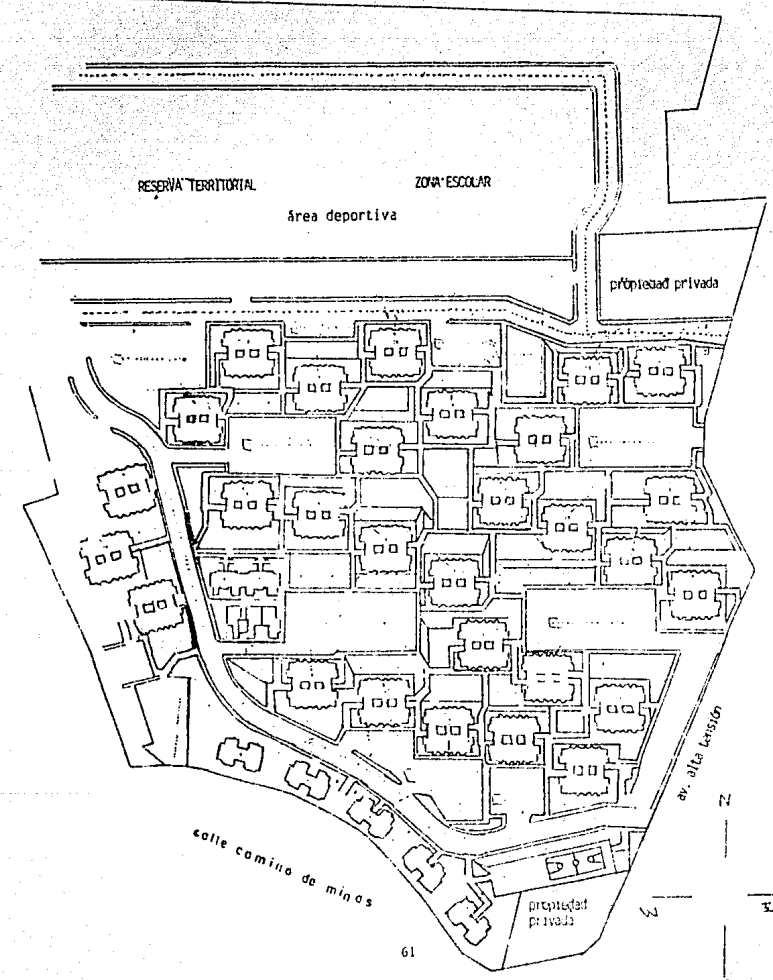 RESERVA TERRITORIAL
ZONA ESCOLAR
área deportiva
propiedad privada
av. alta tensión
calle camino de minas
propiedad
privada
N
61